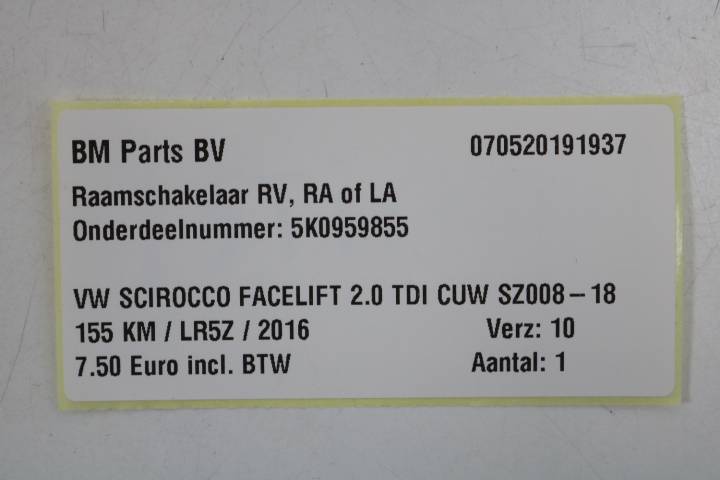 BM Parts BV 070520191937
Raamschakelaar RV, RA of LA
Onderdeelnummer: 5K0959855
VW SCIROCCO FACELIFT 2.0 TDI CUW SZ008-18
155 KM / LR5Z / 2016 Verz: 10
7.50 Euro incl. BTW Aantal: 1